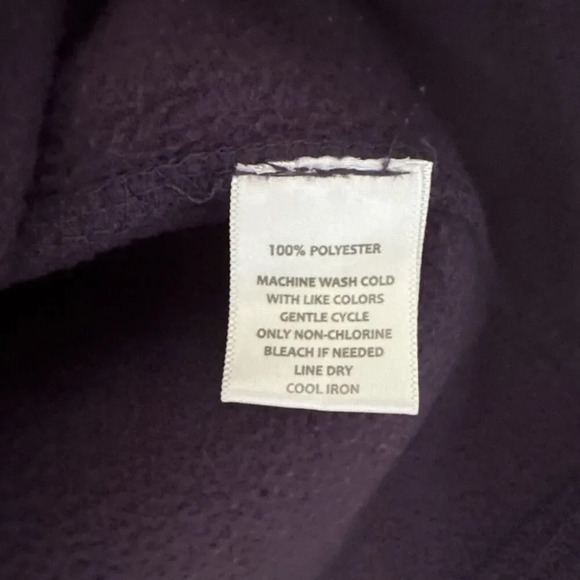 100% POLYESTER
MACHINE WASH COLD
WITH LIKE COLORS
GENTLE CYCLE
ONLY NON-CHLORINE
BLEACH IF NEEDED
LINE DRY
COOL IRON